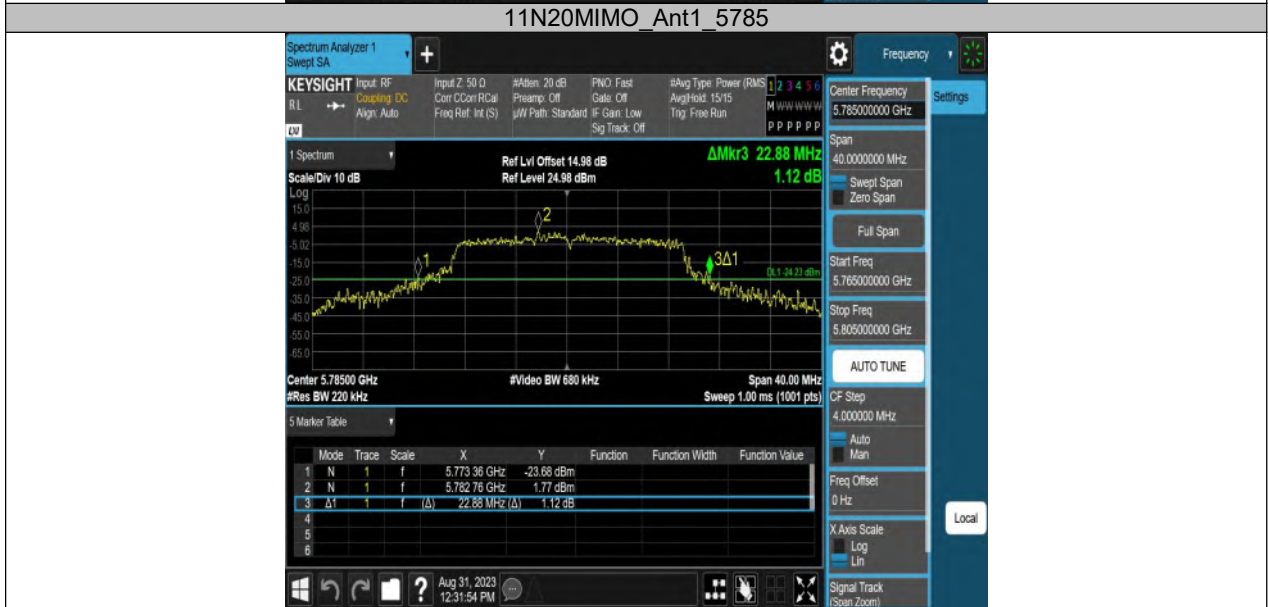 11N20MIMO_Ant1_5785
Spectrum Analyzer 1
Swept SA
+
Frequency
KEYSIGHT
RL
LXI
Input: RF
Coupling: DC
Align: Auto
Input Z: 50 Ω
Corr CCorr RCal
Freq Ref: Int (S)
#Atten: 20 dB
Preamp: Off
µW Path: Standard
PNO: Fast
Gate: Off
IF Gain: Low
Sig Track: Off
#Avg Type: Power (RMS
Avg|Hold: 15/15
Trig: Free Run
1 2 3 4 5 6
M W W W W W
P P P P P P
Center Frequency
5.785000000 GHz
Settings
Span
40.0000000 MHz
Swept Span
Zero Span
Full Span
Start Freq
5.765000000 GHz
Stop Freq
5.805000000 GHz
AUTO TUNE
CF Step
4.000000 MHz
Auto
Man
Freq Offset
0 Hz
X Axis Scale
Log
Lin
Signal Track
(Span Zoom)
Local
1 Spectrum
Scale/Div 10 dB
Log
Ref Lvl Offset 14.98 dB
Ref Level 24.98 dBm
ΔMkr3 22.88 MHz
1.12 dB
15.0
4.98
-5.02
-15.0
-25.0
-35.0
-45.0
-55.0
-65.0
1
2
3Δ1
DL1 -24.23 dBm
Center 5.78500 GHz
#Video BW 680 kHz
Span 40.00 MHz
#Res BW 220 kHz
Sweep 1.00 ms (1001 pts)
5 Marker Table
Mode Trace Scale X Y Function Function Width Function Value
1 N 1 f 5.773 36 GHz -23.68 dBm
2 N 1 f 5.782 76 GHz 1.77 dBm
3 Δ1 1 f (Δ) 22.88 MHz (Δ) 1.12 dB
4
5
6
?
Aug 31, 2023
12:31:54 PM